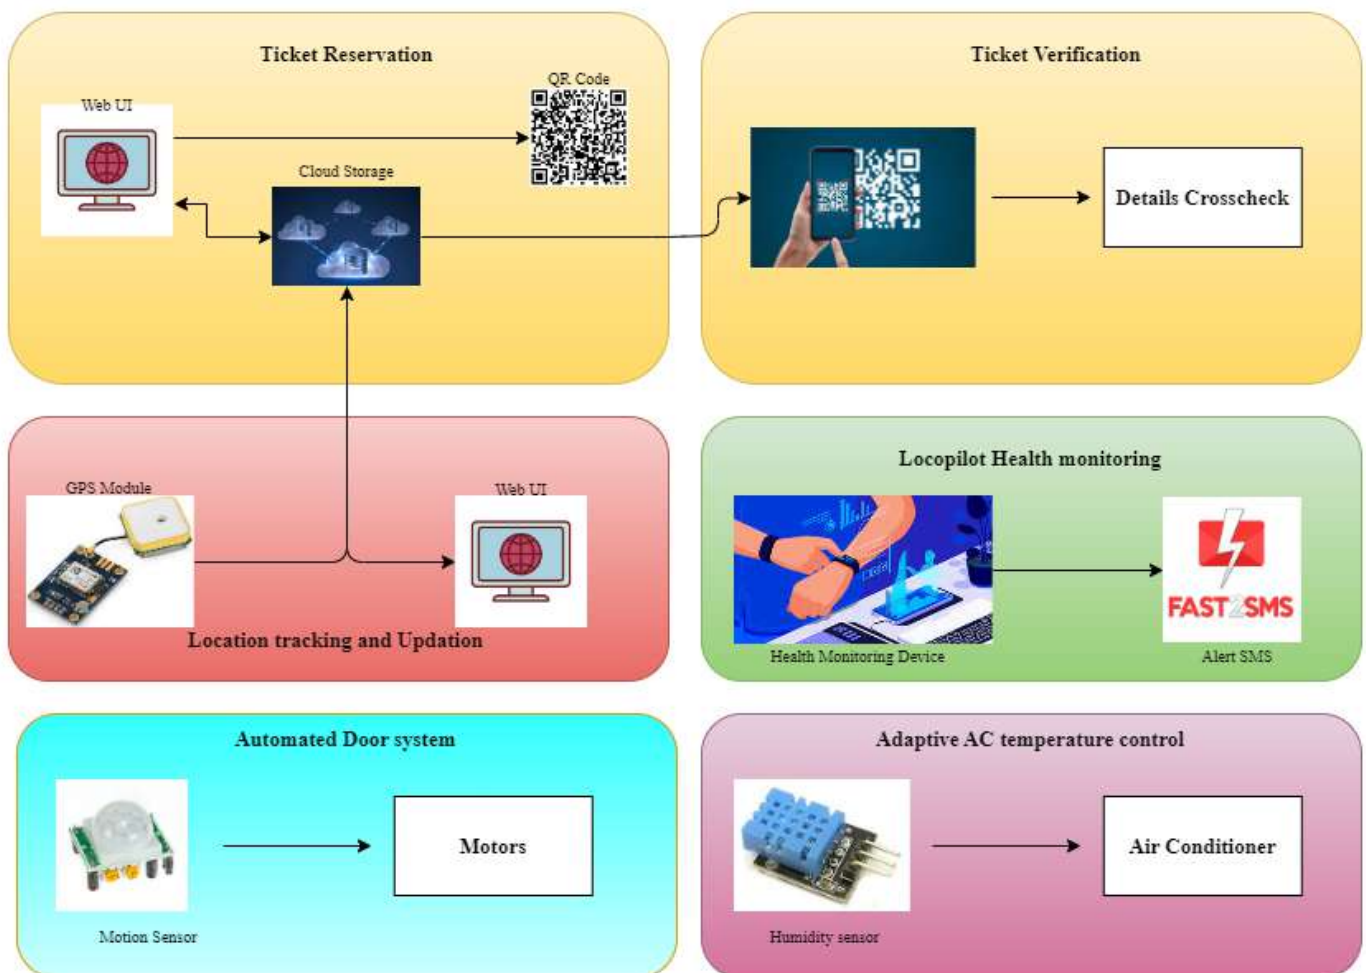 Ticket Reservation
Web UI
QR Code
Cloud Storage
Ticket Verification
Details Crosscheck
GPS Module
Web UI
Location tracking and Updation
Locopilot Health monitoring
FAST2SMS
Health Monitoring Device
Alert SMS
Automated Door system
Motors
Motion Sensor
Adaptive AC temperature control
Air Conditioner
Humidity sensor